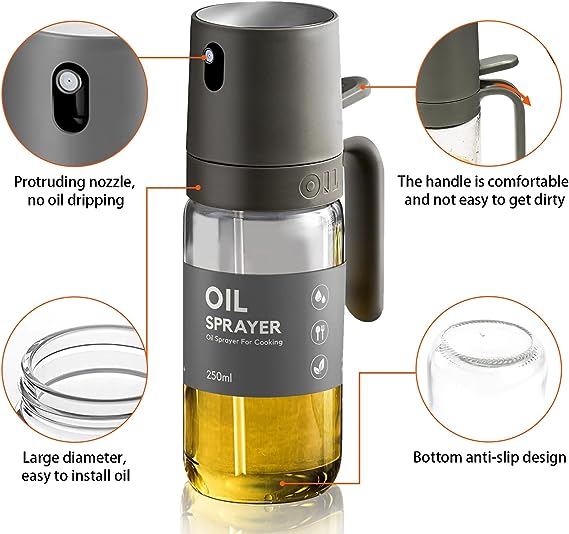 Protruding nozzle,
no oil dripping
The handle is comfortable
and not easy to get dirty
OIL
OIL
SPRAYER
Oil Sprayer For Cooking
250ml
Large diameter,
easy to install oil
Bottom anti-slip design